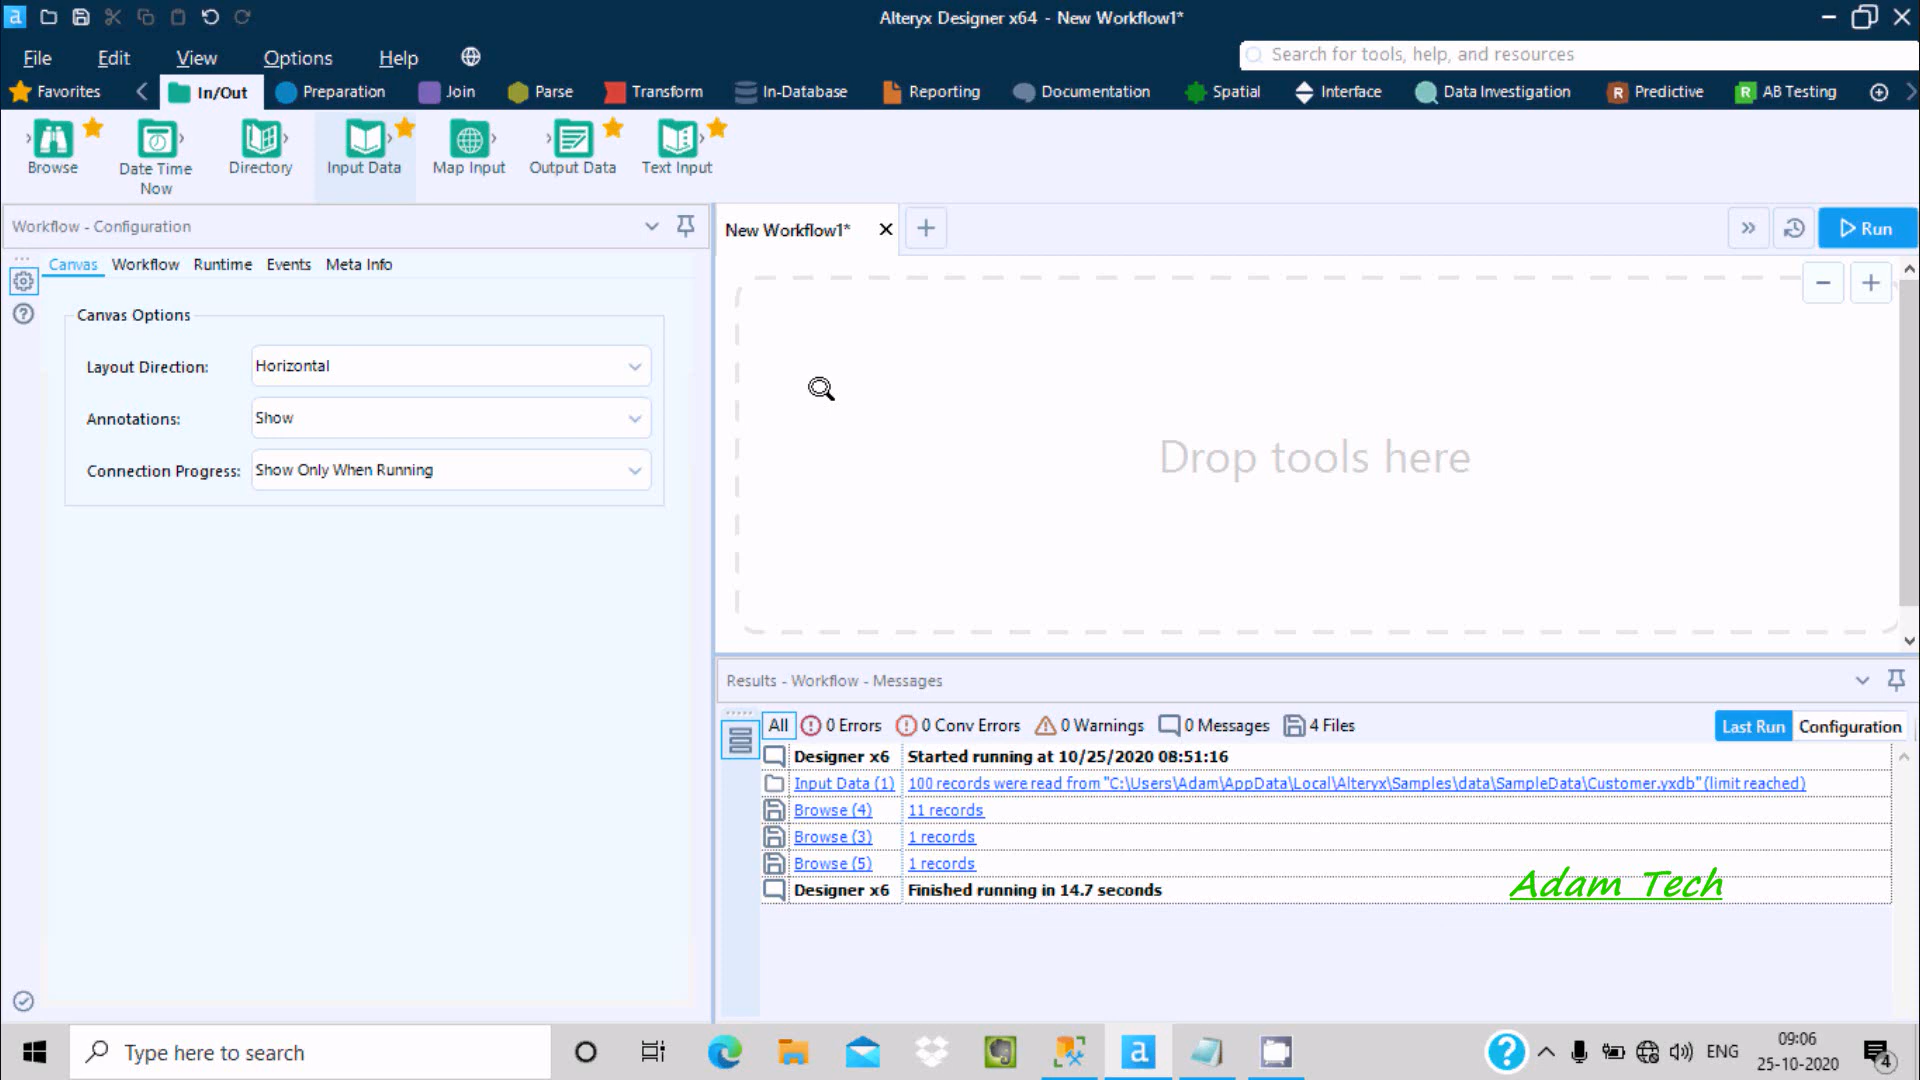 Alteryx Designer x64 - New Workflow1*
File Edit View Options Help
Search for tools, help, and resources
Favorites In/Out Preparation Join Parse Transform In-Database Reporting Documentation Spatial Interface Data Investigation Predictive AB Testing
Browse Date Time Now Directory Input Data Map Input Output Data Text Input
Workflow - Configuration
New Workflow1*
Run
Canvas Workflow Runtime Events Meta Info
Canvas Options
Layout Direction: Horizontal
Annotations: Show
Connection Progress: Show Only When Running
Drop tools here
Results - Workflow - Messages
All 0 Errors 0 Conv Errors 0 Warnings 0 Messages 4 Files Last Run Configuration
Designer x6 Started running at 10/25/2020 08:51:16
Input Data (1) 100 records were read from "C:\Users\Adam\AppData\Local\Alteryx\Samples\data\SampleData\Customer.yxdb" (limit reached)
Browse (4) 11 records
Browse (3) 1 records
Browse (5) 1 records
Designer x6 Finished running in 14.7 seconds
Adam Tech
Type here to search
a
ENG
09:06
25-10-2020
4